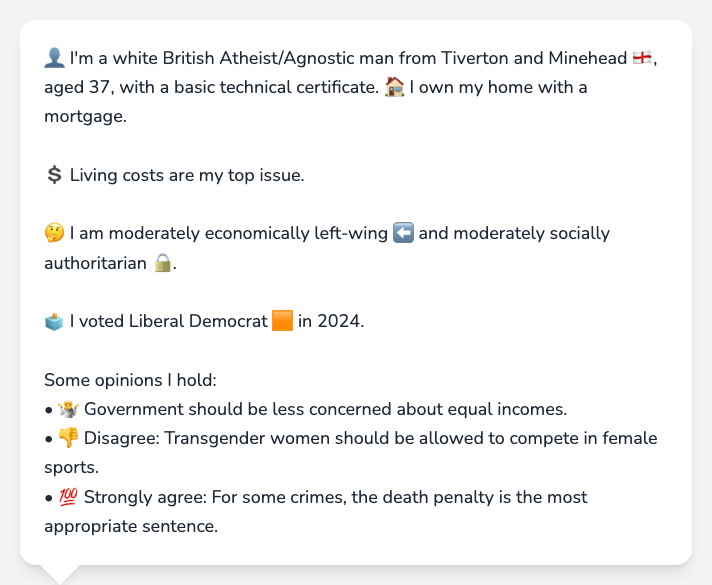 👤 I'm a white British Atheist/Agnostic man from Tiverton and Minehead 🏴󠁧󠁢󠁥󠁮󠁧󠁿,
aged 37, with a basic technical certificate. 🏠 I own my home with a
mortgage.
💲 Living costs are my top issue.
🤔 I am moderately economically left-wing ⬅️ and moderately socially
authoritarian 🔒.
🗳️ I voted Liberal Democrat 🟧 in 2024.
Some opinions I hold:
• 🤷 Government should be less concerned about equal incomes.
• 👎 Disagree: Transgender women should be allowed to compete in female
sports.
• 💯 Strongly agree: For some crimes, the death penalty is the most
appropriate sentence.